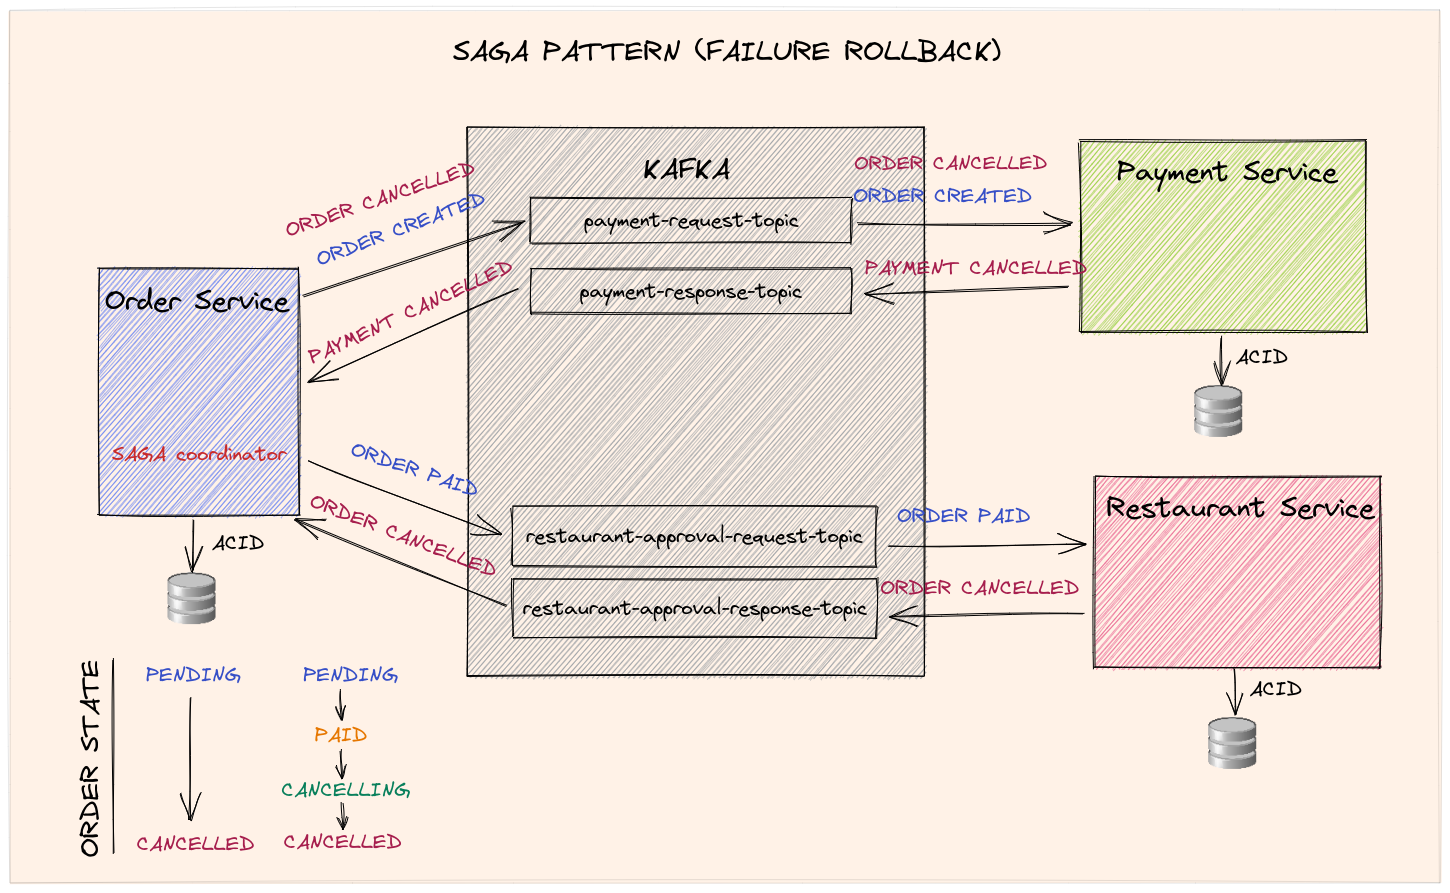 SAGA PATTERN (FAILURE ROLLBACK)
KAFKA
ORDER CANCELLED
ORDER CREATED
payment-request-topic
ORDER CANCELLED
ORDER CREATED
Payment Service
PAYMENT CANCELLED
payment-response-topic
PAYMENT CANCELLED
Order Service
SAGA coordinator
ACID
ACID
ORDER PAID
restaurant-approval-request-topic
ORDER PAID
Restaurant Service
ORDER CANCELLED
restaurant-approval-response-topic
ORDER CANCELLED
ACID
ORDER STATE
PENDING
CANCELLED
PENDING
PAID
CANCELLING
CANCELLED